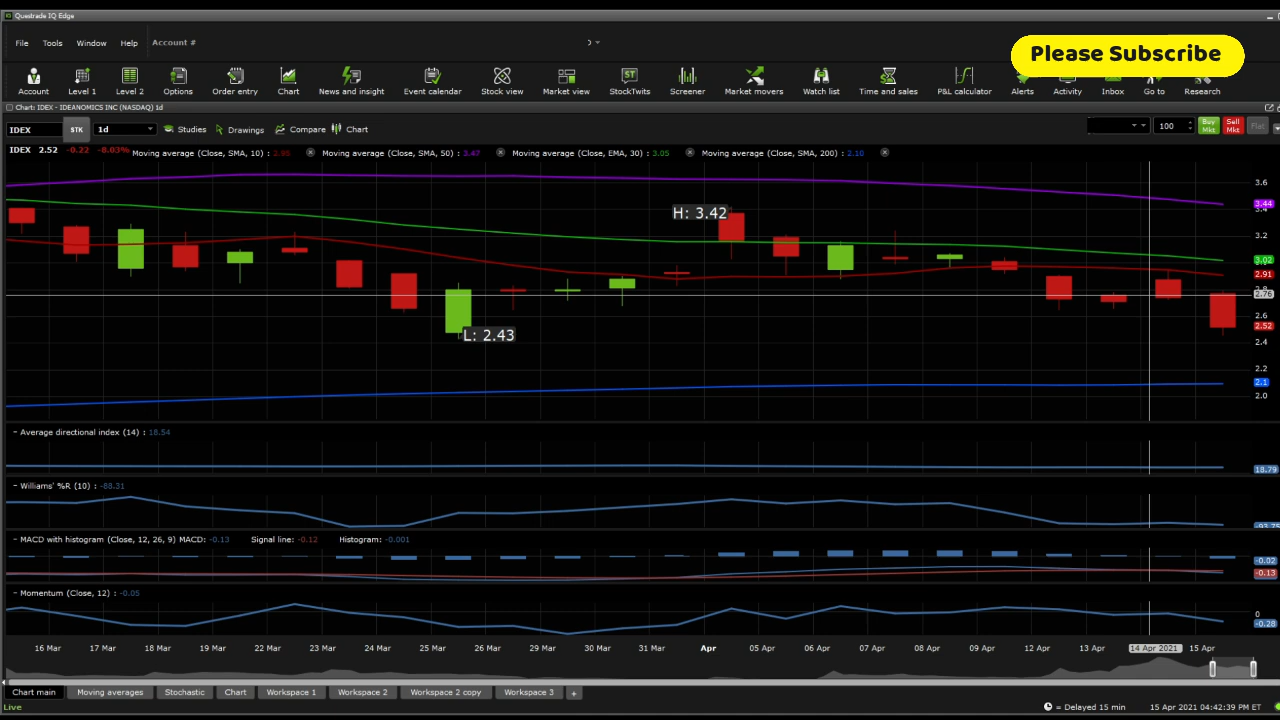 Questrade IQ Edge
File Tools Window Help Account #
Please Subscribe
Account Level 1 Level 2 Options Order entry Chart News and insight Event calendar Stock view Market view StockTwits Screener Market movers Watch list Time and sales P&L calculator Alerts Activity Inbox Go to Research
Chart: IDEX - IDEANOMICS INC (NASDAQ) 1d
IDEX STK 1d Studies Drawings Compare Chart 100 Buy Mkt Sell Mkt Flat
IDEX 2.52 -0.22 -8.03% Moving average (Close, SMA, 10) : 2.95 Moving average (Close, SMA, 50) : 3.47 Moving average (Close, EMA, 30) : 3.05 Moving average (Close, SMA, 200) : 2.10
3.6
3.44
3.4
H: 3.42
3.2
3.02
2.91
2.76
2.6
2.52
L: 2.43
2.4
2.2
2.1
2.0
− Average directional index (14) : 18.54
18.79
− Williams' %R (10) : -88.31
-93.75
− MACD with histogram (Close, 12, 26, 9) MACD: -0.13 Signal line: -0.12 Histogram: -0.001
-0.02
-0.13
− Momentum (Close, 12) : -0.05
0
-0.28
16 Mar 17 Mar 18 Mar 19 Mar 22 Mar 23 Mar 24 Mar 25 Mar 26 Mar 29 Mar 30 Mar 31 Mar Apr 05 Apr 06 Apr 07 Apr 08 Apr 09 Apr 12 Apr 13 Apr 14 Apr 2021 15 Apr
Chart main Moving averages Stochastic Chart Workspace 1 Workspace 2 Workspace 2 copy Workspace 3 +
Live = Delayed 15 min 15 Apr 2021 04:42:39 PM ET